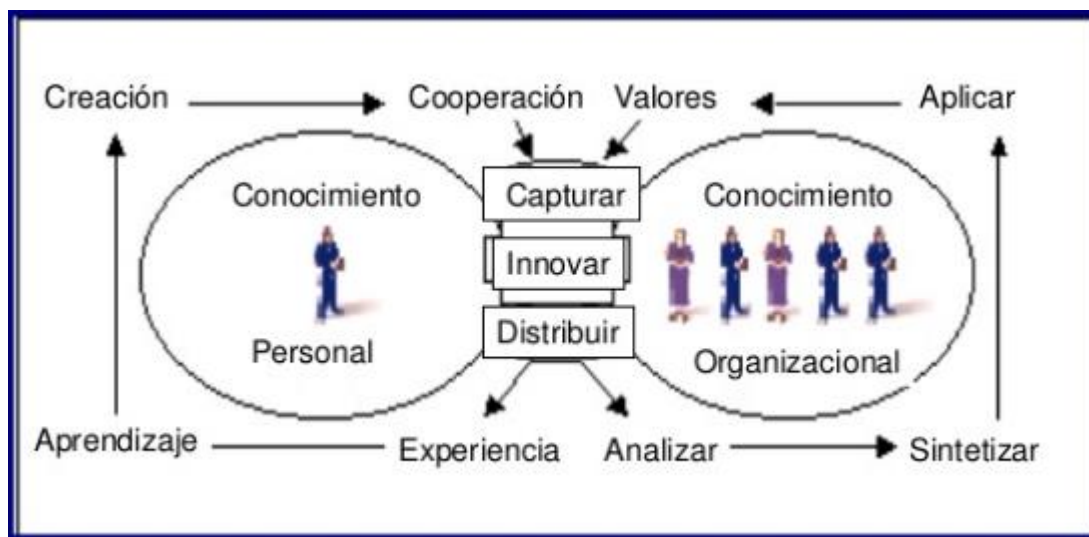 Creación Cooperación Valores Aplicar
Capturar
Conocimiento Conocimiento
Innovar
Distribuir
Personal Organizacional
Aprendizaje Experiencia Analizar Sintetizar